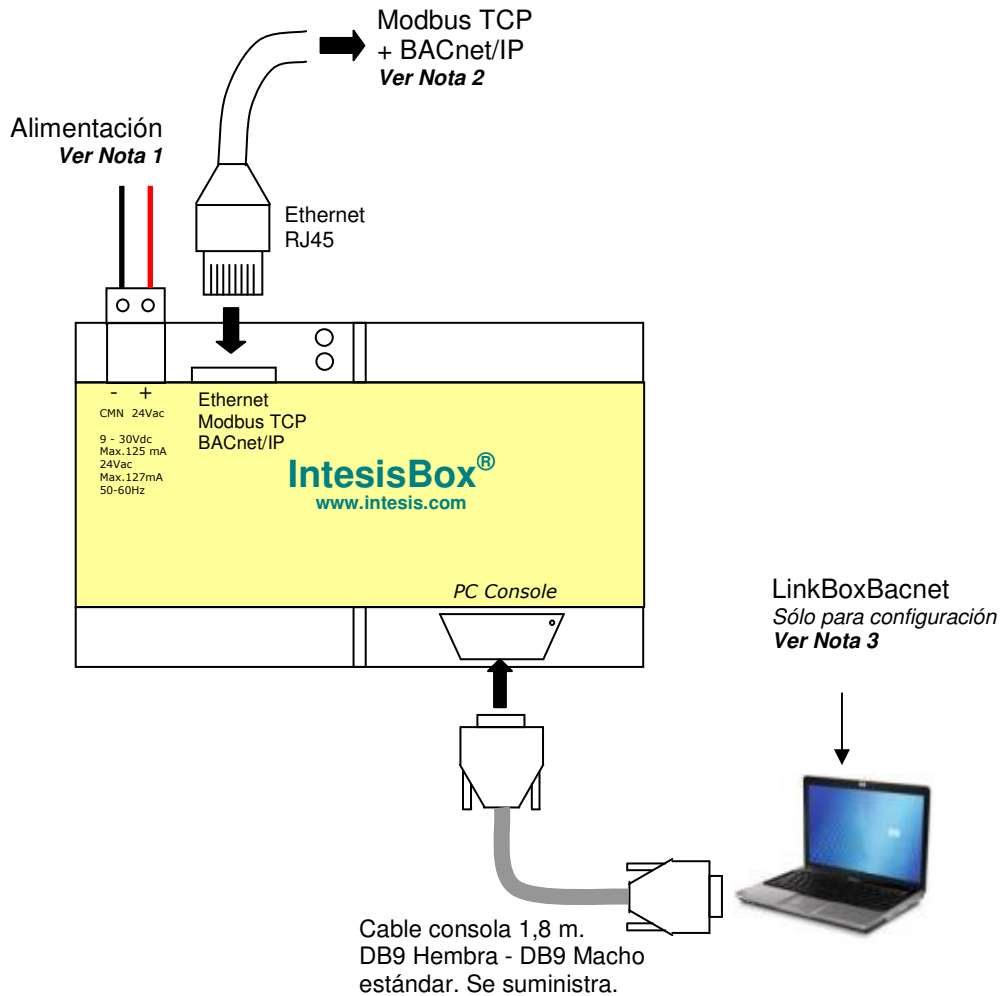 Modbus TCP
+ BACnet/IP
Ver Nota 2
Alimentación
Ver Nota 1
Ethernet
RJ45
- +
CMN 24Vac
9 - 30Vdc
Max.125 mA
24Vac
Max.127mA
50-60Hz
Ethernet
Modbus TCP
BACnet/IP
IntesisBox®
www.intesis.com
PC Console
LinkBoxBacnet
Sólo para configuración
Ver Nota 3
Cable consola 1,8 m.
DB9 Hembra - DB9 Macho
estándar. Se suministra.